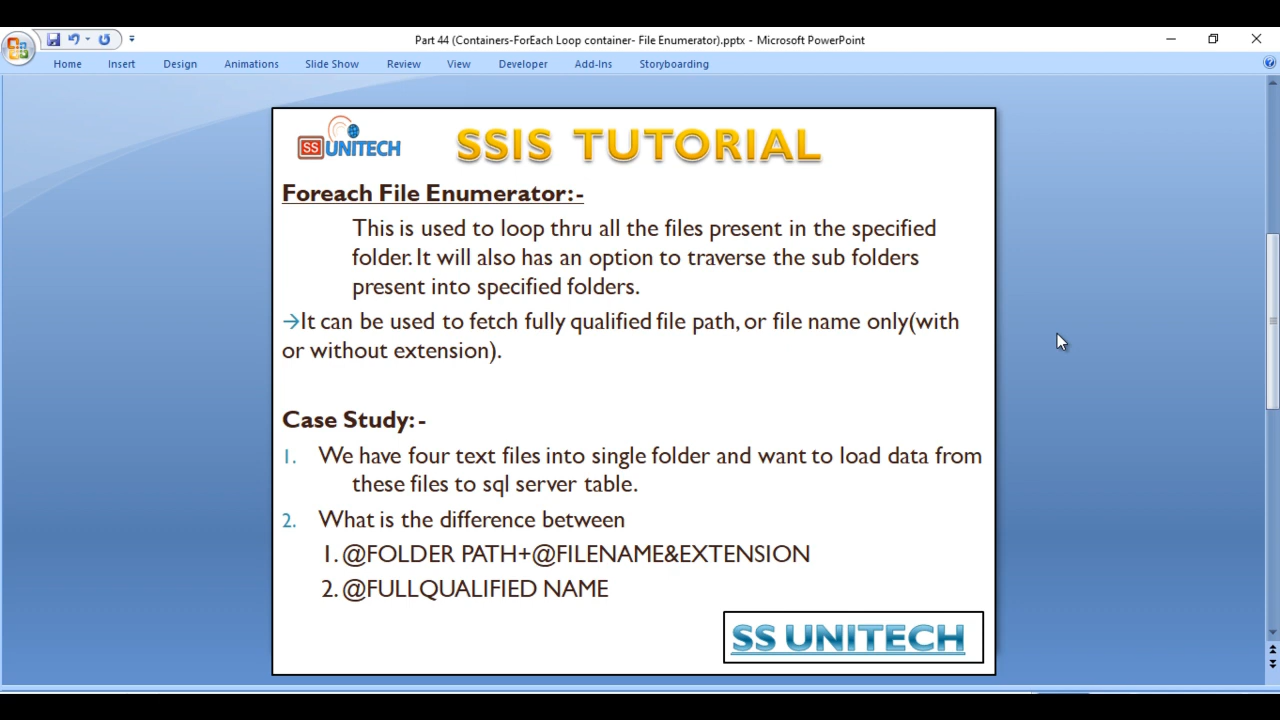 Part 44 (Containers-ForEach Loop container- File Enumerator).pptx - Microsoft PowerPoint
Home Insert Design Animations Slide Show Review View Developer Add-Ins Storyboarding
SS UNITECH
SSIS TUTORIAL
Foreach File Enumerator:-
This is used to loop thru all the files present in the specified
folder. It will also has an option to traverse the sub folders
present into specified folders.
→It can be used to fetch fully qualified file path, or file name only(with
or without extension).
Case Study:-
1. We have four text files into single folder and want to load data from
these files to sql server table.
2. What is the difference between
1. @FOLDER PATH+@FILENAME&EXTENSION
2. @FULLQUALIFIED NAME
SS UNITECH